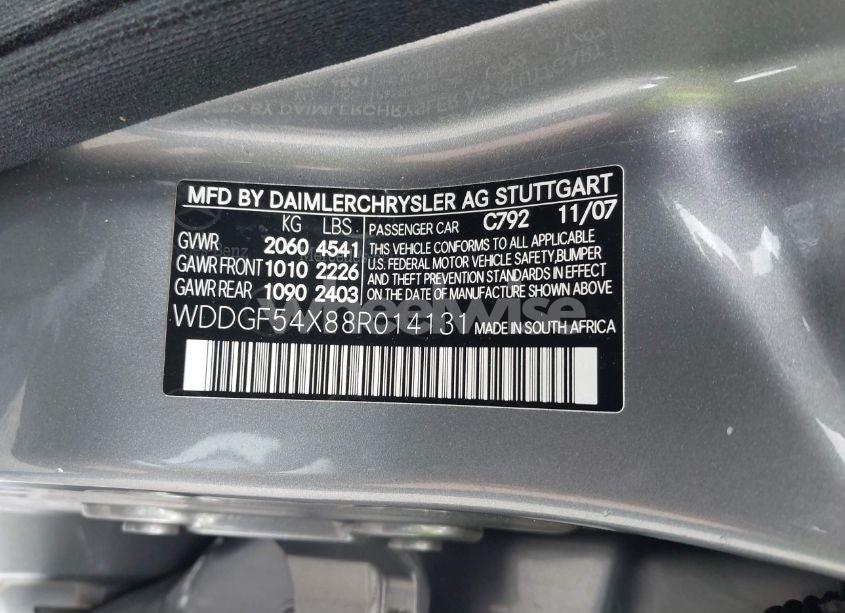 MFD BY DAIMLERCHRYSLER AG STUTTGART
KG LBS
GVWR 2060 4541
GAWR FRONT 1010 2226
GAWR REAR 1090 2403
PASSENGER CAR C792 11/07
THIS VEHICLE CONFORMS TO ALL APPLICABLE
U.S. FEDERAL MOTOR VEHICLE SAFETY,BUMPER
AND THEFT PREVENTION STANDARDS IN EFFECT
ON THE DATE OF MANUFACTURE SHOWN ABOVE
WDDGF54X88R014131 MADE IN SOUTH AFRICA
Wheelwise